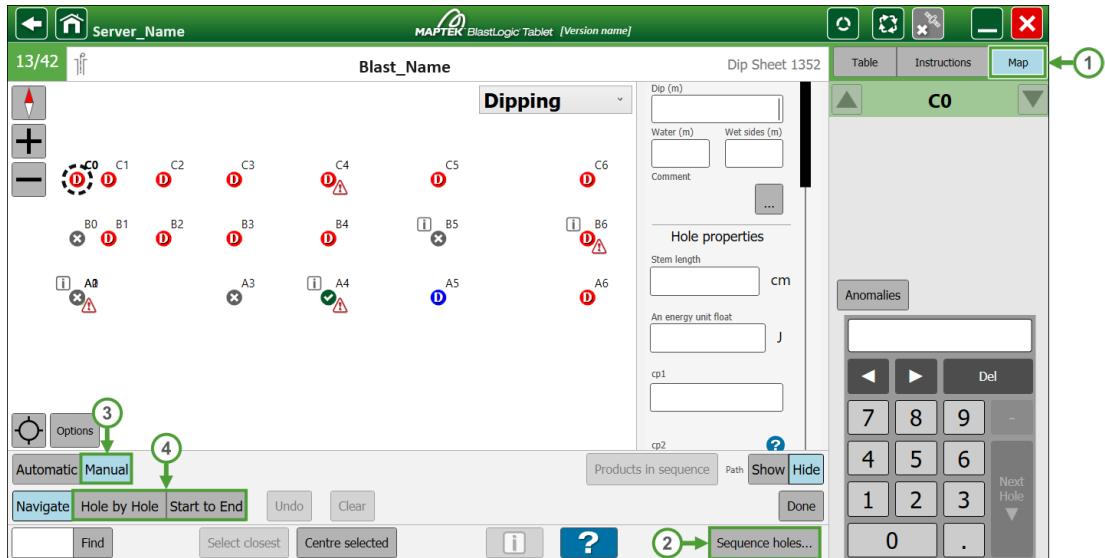 Server_Name
MAPTEK BlastLogic Tablet [Version name]
13/42
Blast_Name
Dip Sheet 1352
Table
Instructions
Map
1
Dipping
C0
Dip (m)
Water (m)
Wet sides (m)
Comment
...
C0 C1 C2 C3 C4 C5 C6
D D D D D D D
B0 B1 B2 B3 B4 i B5 i B6
D D D D D
i i A3 A4 A5 A6
D D
Hole properties
Stem length
cm
An energy unit float
J
cp1
cp2
?
Anomalies
Del
7 8 9 -
4 5 6
1 2 3
0 .
Next
Hole
Options
3
4
Automatic Manual
Products in sequence Path Show Hide
Navigate Hole by Hole Start to End Undo Clear Done
Find Select closest Centre selected i ? 2 Sequence holes...